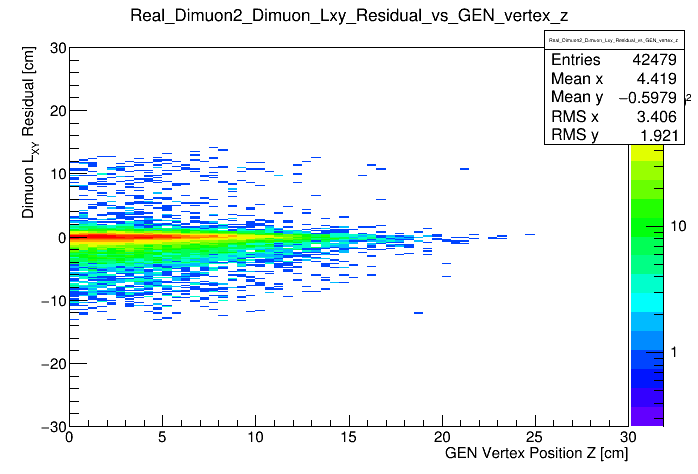 Real_Dimuon2_Dimuon_Lxy_Residual_vs_GEN_vertex_z
Real_Dimuon2_Dimuon_Lxy_Residual_vs_GEN_vertex_z
Entries 42479
Mean x 4.419
Mean y −0.5979
RMS x 3.406
RMS y 1.921
2
10
1
Dimuon LXY Residual [cm]
30
20
10
0
−10
−20
−30
0 5 10 15 20 25 30
GEN Vertex Position Z [cm]